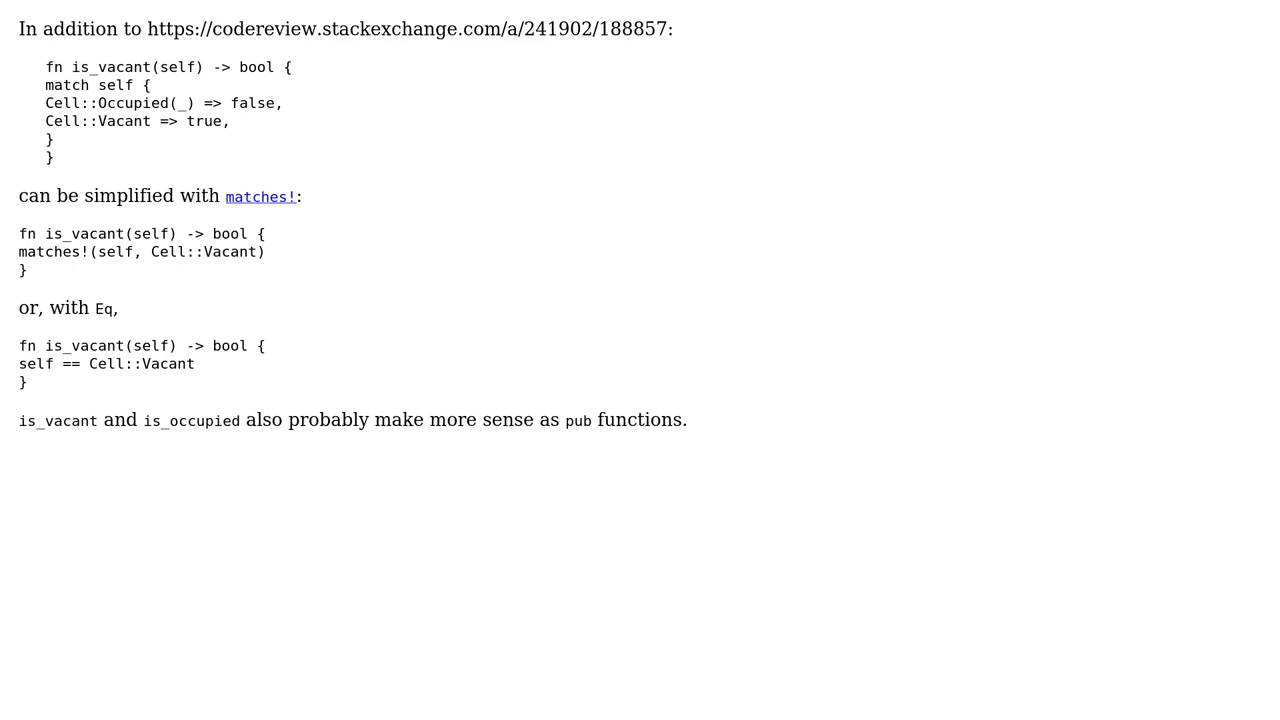 In addition to https://codereview.stackexchange.com/a/241902/188857:
fn is_vacant(self) -> bool {
match self {
Cell::Occupied(_) => false,
Cell::Vacant => true,
}
}
can be simplified with matches!:
fn is_vacant(self) -> bool {
matches!(self, Cell::Vacant)
}
or, with Eq,
fn is_vacant(self) -> bool {
self == Cell::Vacant
}
is_vacant and is_occupied also probably make more sense as pub functions.